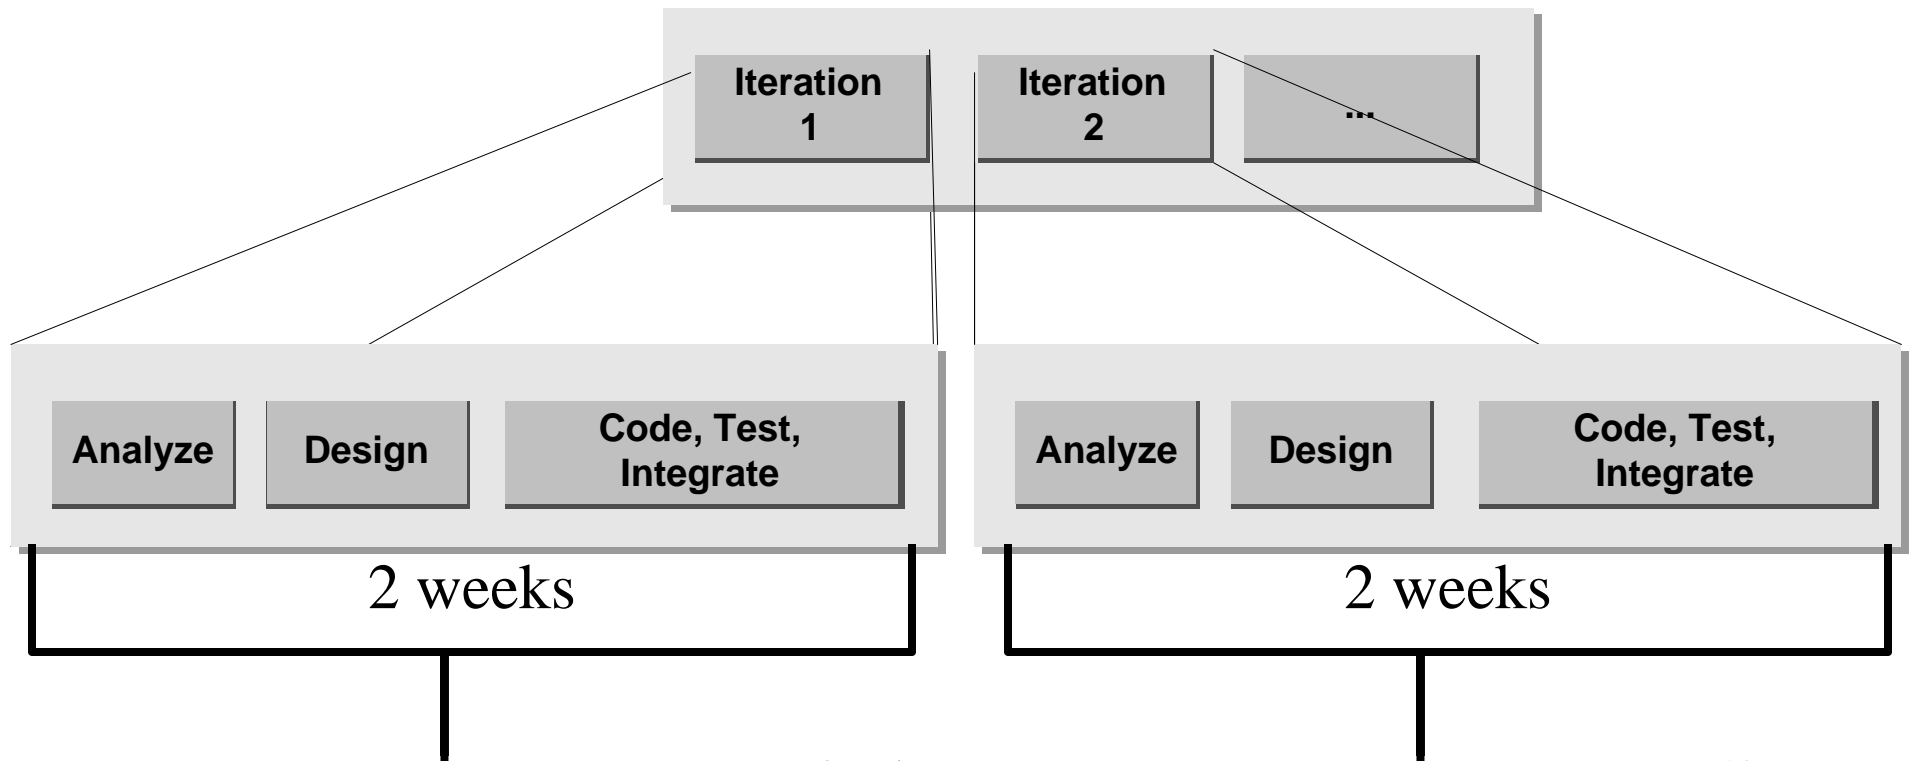 Iteration
1
Iteration
2
...
Analyze
Design
Code, Test,
Integrate
Analyze
Design
Code, Test,
Integrate
2 weeks
2 weeks